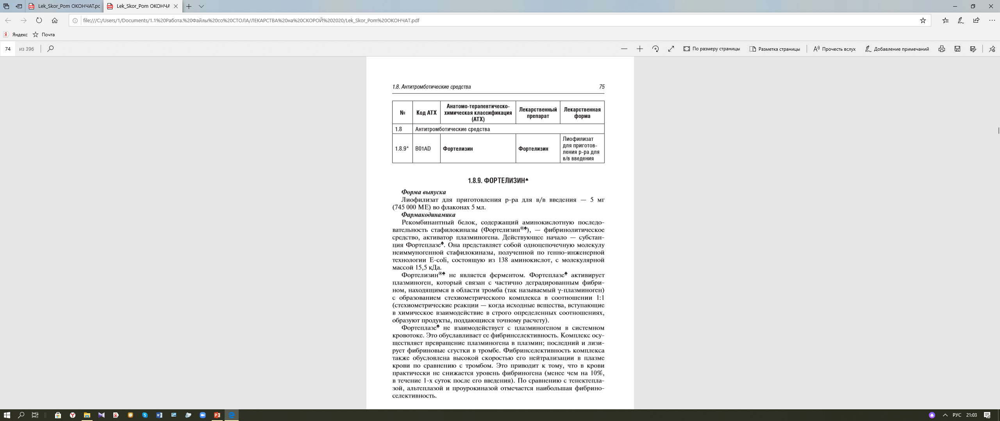 Lek_Skor_Pom ОКОНЧАТ.pc
Lek_Skor_Pom ОКОНЧА
file:///C:/Users/1/Documents/1.1%20Работа.%20Файлы%20со%20СТОЛА/ЛЕКАРСТВА%20на%20СКОРОЙ%202020/Lek_Skor_Pom%20ОКОНЧАТ.pdf
Яндекс Почта
74 из 396 По размеру страницы Разметка страницы Прочесть вслух Добавление примечаний
1.8. Антитромботические средства 75
№ Код АТХ Анатомо-терапевтическо-
химическая классификация
(АТХ) Лекарственный
препарат Лекарственная
форма
1.8 Антитромботические средства
1.8.9* B01AD Фортелизин Фортелизин Лиофилизат
для приготов-
ления р-ра для
в/в введения
1.8.9. ФОРТЕЛИЗИН♠
Форма выпуска
Лиофилизат для приготовления р-ра для в/в введения — 5 мг
(745 000 МЕ) во флаконах 5 мл.
Фармакодинамика
Рекомбинантный белок, содержащий аминокислотную последо-
вательность стафилокиназы (Фортелизин®♠), — фибринолитическое
средство, активатор плазминогена. Действующее начало — субстан-
ция Фортеплазе♠. Она представляет собой одноцепочечную молекулу
неиммуногенной стафилокиназы, полученной по генно-инженерной
технологии E-coli, состоящую из 138 аминокислот, с молекулярной
массой 15,5 кДа.
Фортелизин®♠ не является ферментом. Фортеплазе♠ активирует
плазминоген, который связан с частично деградированным фибри-
ном, находящимся в области тромба (так называемый γ-плазминоген)
с образованием стехиометрического комплекса в соотношении 1:1
(стехиометрические реакции — когда исходные вещества, вступающие
в химическое взаимодействие в строго определенных соотношениях,
образуют продукты, поддающиеся точному расчету).
Фортеплазе♠ не взаимодействует с плазминогеном в системном
кровотоке. Это обуславливает ее фибринселективность. Комплекс осу-
ществляет превращение плазминогена в плазмин; последний и лизи-
рует фибриновые сгустки в тромбе. Фибринселективность комплекса
также обусловлена высокой скоростью его нейтрализации в плазме
крови по сравнению с тромбом. Это приводит к тому, что в крови
практически не снижается уровень фибриногена (менее чем на 10%,
в течение 1-х суток после его введения). По сравнению с тенектепла-
зой, альтеплазой и проурокиназой отмечается наибольшая фибрино-
селективность.
РУС 21:03